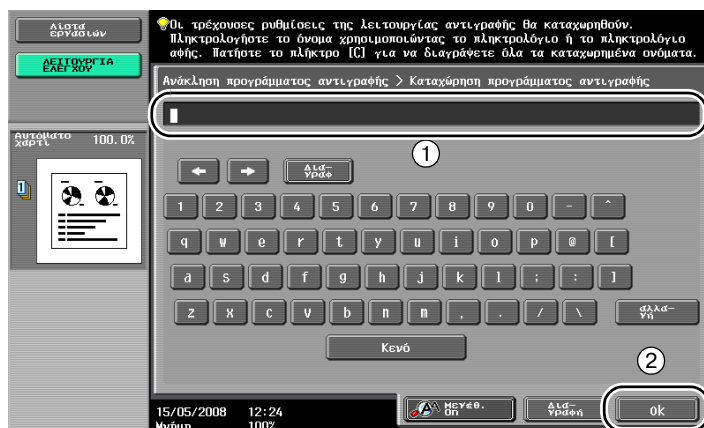 Λίστα
εργασιών
ΛΕΙΤΟΥΡΓΙΑ
ΕΛΕΓΧΟΥ
Οι τρέχουσες ρυθμίσεις της λειτουργίας αντιγραφής θα καταχωρηθούν.
Πληκτρολογήστε το όνομα χρησιμοποιώντας το πληκτρολόγιο ή το πληκτρολόγιο
αφής. Πατήστε το πλήκτρο [C] για να διαγράψετε όλα τα καταχωρημένα ονόματα.
Ανάκληση προγράμματος αντιγραφής > Καταχώρηση προγράμματος αντιγραφής
1
Αυτόματο
χαρτί 100.0%
← → Δια-
γραφ
1 2 3 4 5 6 7 8 9 0 - ^
q w e r t y u i o p @ [
a s d f g h j k l ; : ]
z x c v b n m , . / \ αλλα-
γή
Κενό
2
15/05/2008 12:24
Μνήμη 100%
Μεγέθ.
On
Δια-
γραφή
ok